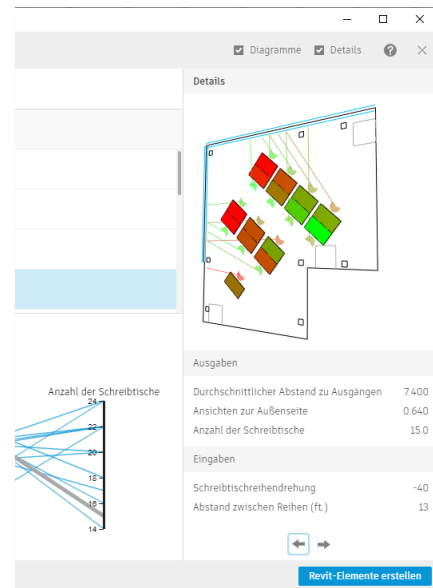 Diagramme Details
Details
Ausgaben
Durchschnittlicher Abstand zu Ausgängen 7.400
Ansichten zur Außenseite 0.640
Anzahl der Schreibtische 15.0
Eingaben
Schreibtischreihendrehung -40
Abstand zwischen Reihen (ft.) 13
Anzahl der Schreibtische
24
22
20
18
16
14
Revit-Elemente erstellen